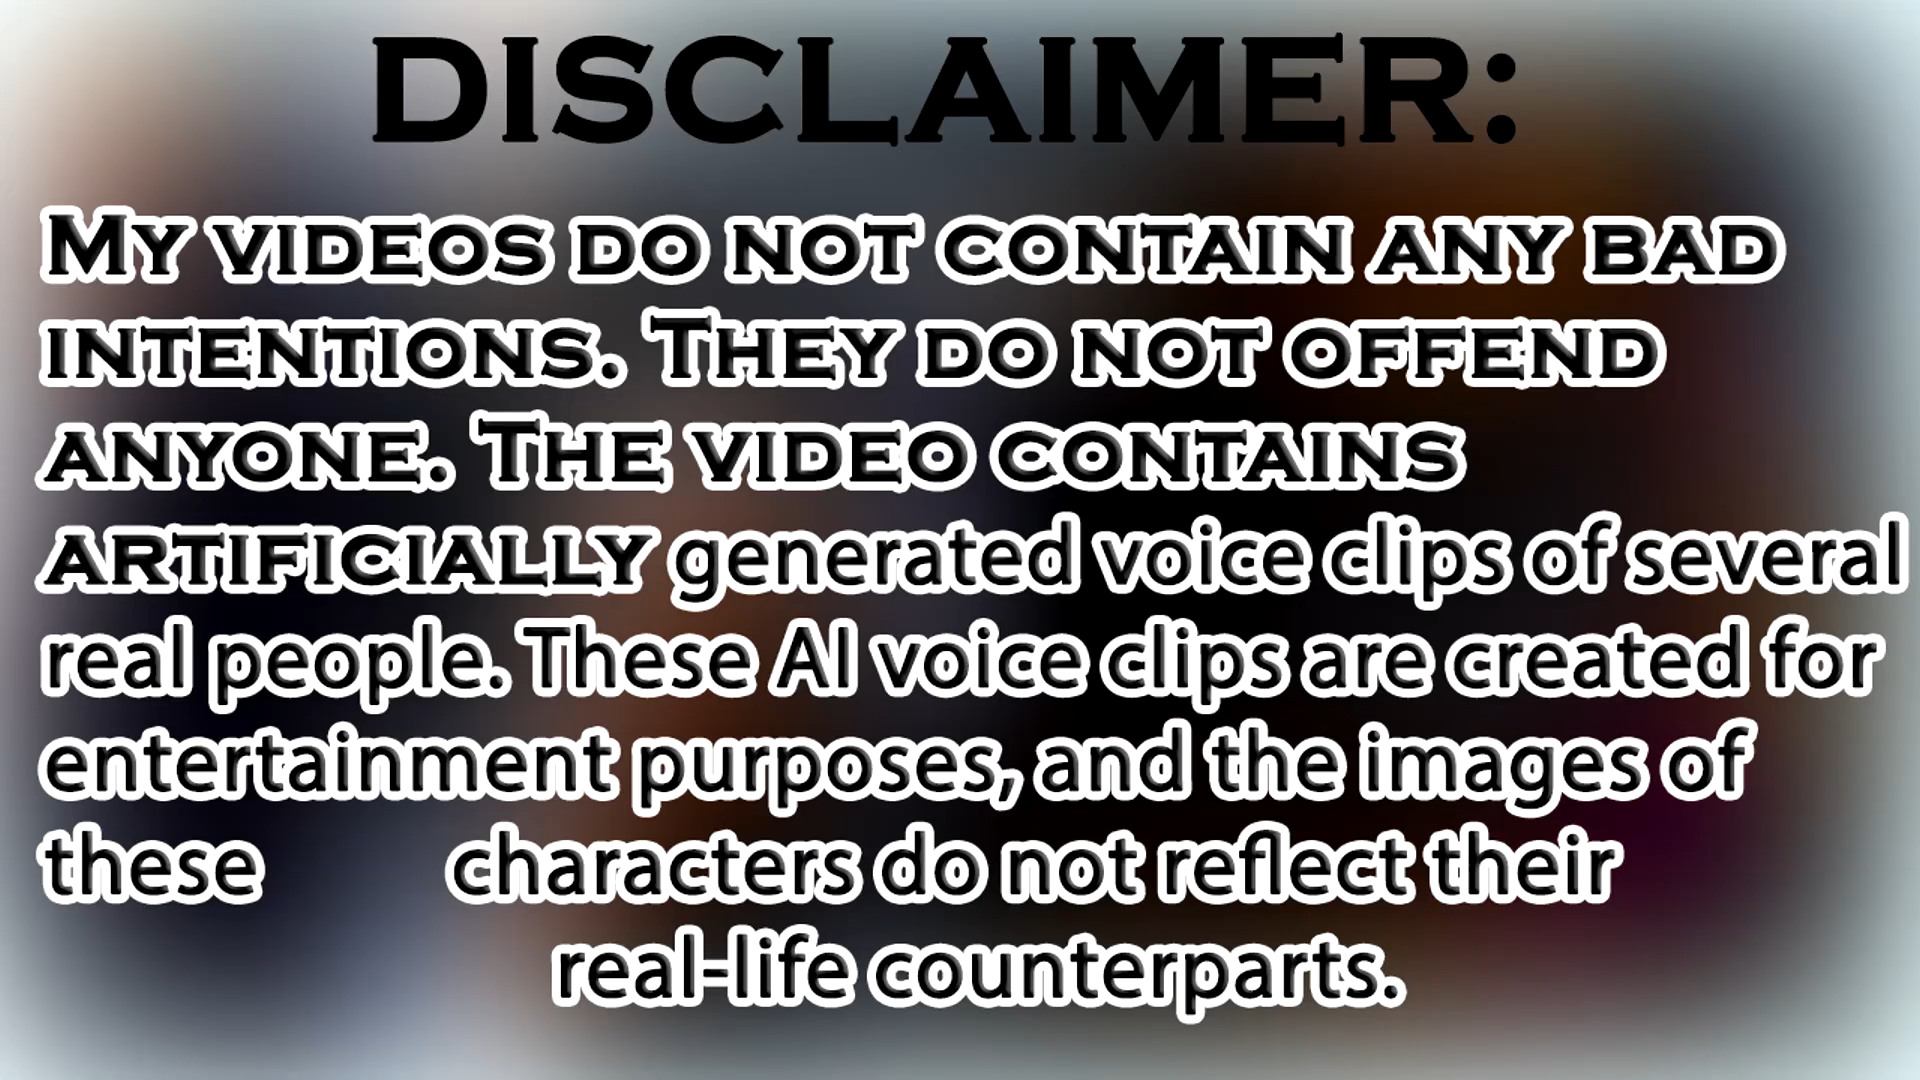 DISCLAIMER:
My videos do not contain any bad
intentions. They do not offend
anyone. The video contains
artificially generated voice clips of several
real people. These AI voice clips are created for
entertainment purposes, and the images of
these characters do not reflect their
real-life counterparts.